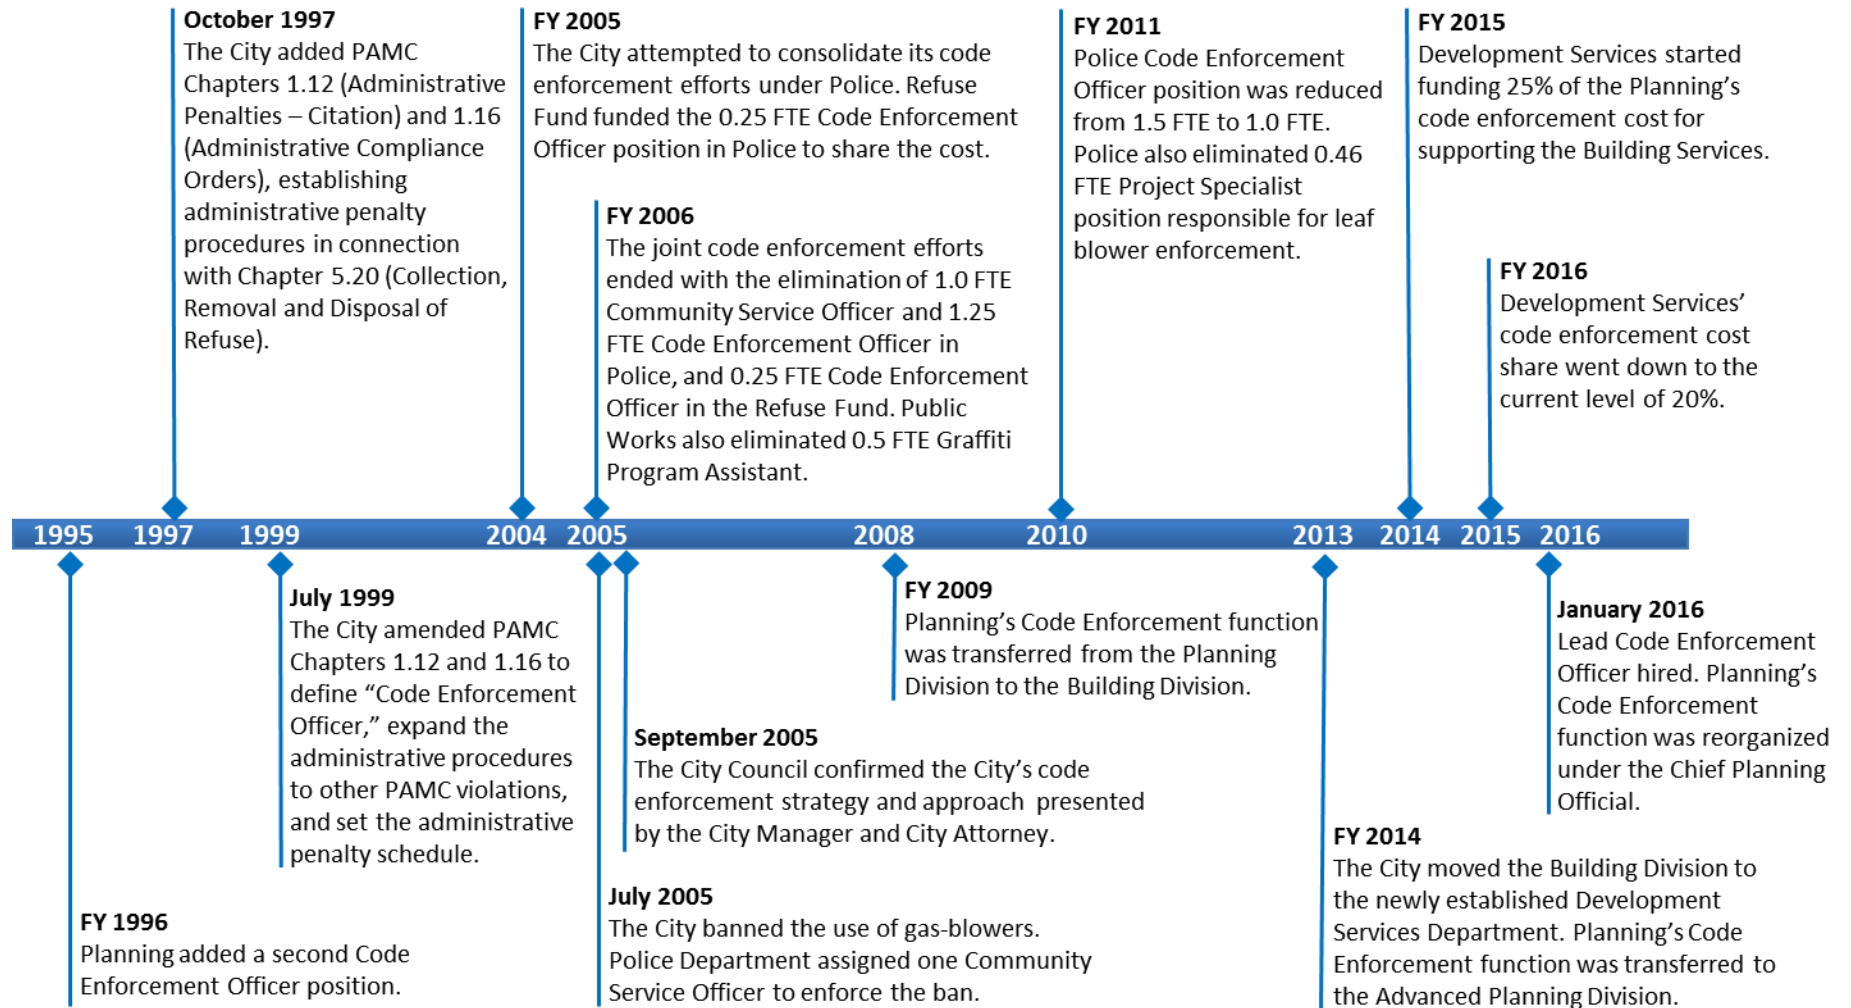 October 1997
The City added PAMC
Chapters 1.12 (Administrative
Penalties – Citation) and 1.16
(Administrative Compliance
Orders), establishing
administrative penalty
procedures in connection
with Chapter 5.20 (Collection,
Removal and Disposal of
Refuse).
FY 2005
The City attempted to consolidate its code
enforcement efforts under Police. Refuse
Fund funded the 0.25 FTE Code Enforcement
Officer position in Police to share the cost.
FY 2006
The joint code enforcement efforts
ended with the elimination of 1.0 FTE
Community Service Officer and 1.25
FTE Code Enforcement Officer in
Police, and 0.25 FTE Code Enforcement
Officer in the Refuse Fund. Public
Works also eliminated 0.5 FTE Graffiti
Program Assistant.
FY 2011
Police Code Enforcement
Officer position was reduced
from 1.5 FTE to 1.0 FTE.
Police also eliminated 0.46
FTE Project Specialist
position responsible for leaf
blower enforcement.
FY 2015
Development Services started
funding 25% of the Planning’s
code enforcement cost for
supporting the Building Services.
FY 2016
Development Services’
code enforcement cost
share went down to the
current level of 20%.
1995 1997 1999 2004 2005 2008 2010 2013 2014 2015 2016
FY 1996
Planning added a second Code
Enforcement Officer position.
July 1999
The City amended PAMC
Chapters 1.12 and 1.16 to
define “Code Enforcement
Officer,” expand the
administrative procedures
to other PAMC violations,
and set the administrative
penalty schedule.
July 2005
The City banned the use of gas-blowers.
Police Department assigned one Community
Service Officer to enforce the ban.
September 2005
The City Council confirmed the City’s code
enforcement strategy and approach presented
by the City Manager and City Attorney.
FY 2009
Planning’s Code Enforcement function
was transferred from the Planning
Division to the Building Division.
FY 2014
The City moved the Building Division to
the newly established Development
Services Department. Planning’s Code
Enforcement function was transferred to
the Advanced Planning Division.
January 2016
Lead Code Enforcement
Officer hired. Planning’s
Code Enforcement
function was reorganized
under the Chief Planning
Official.